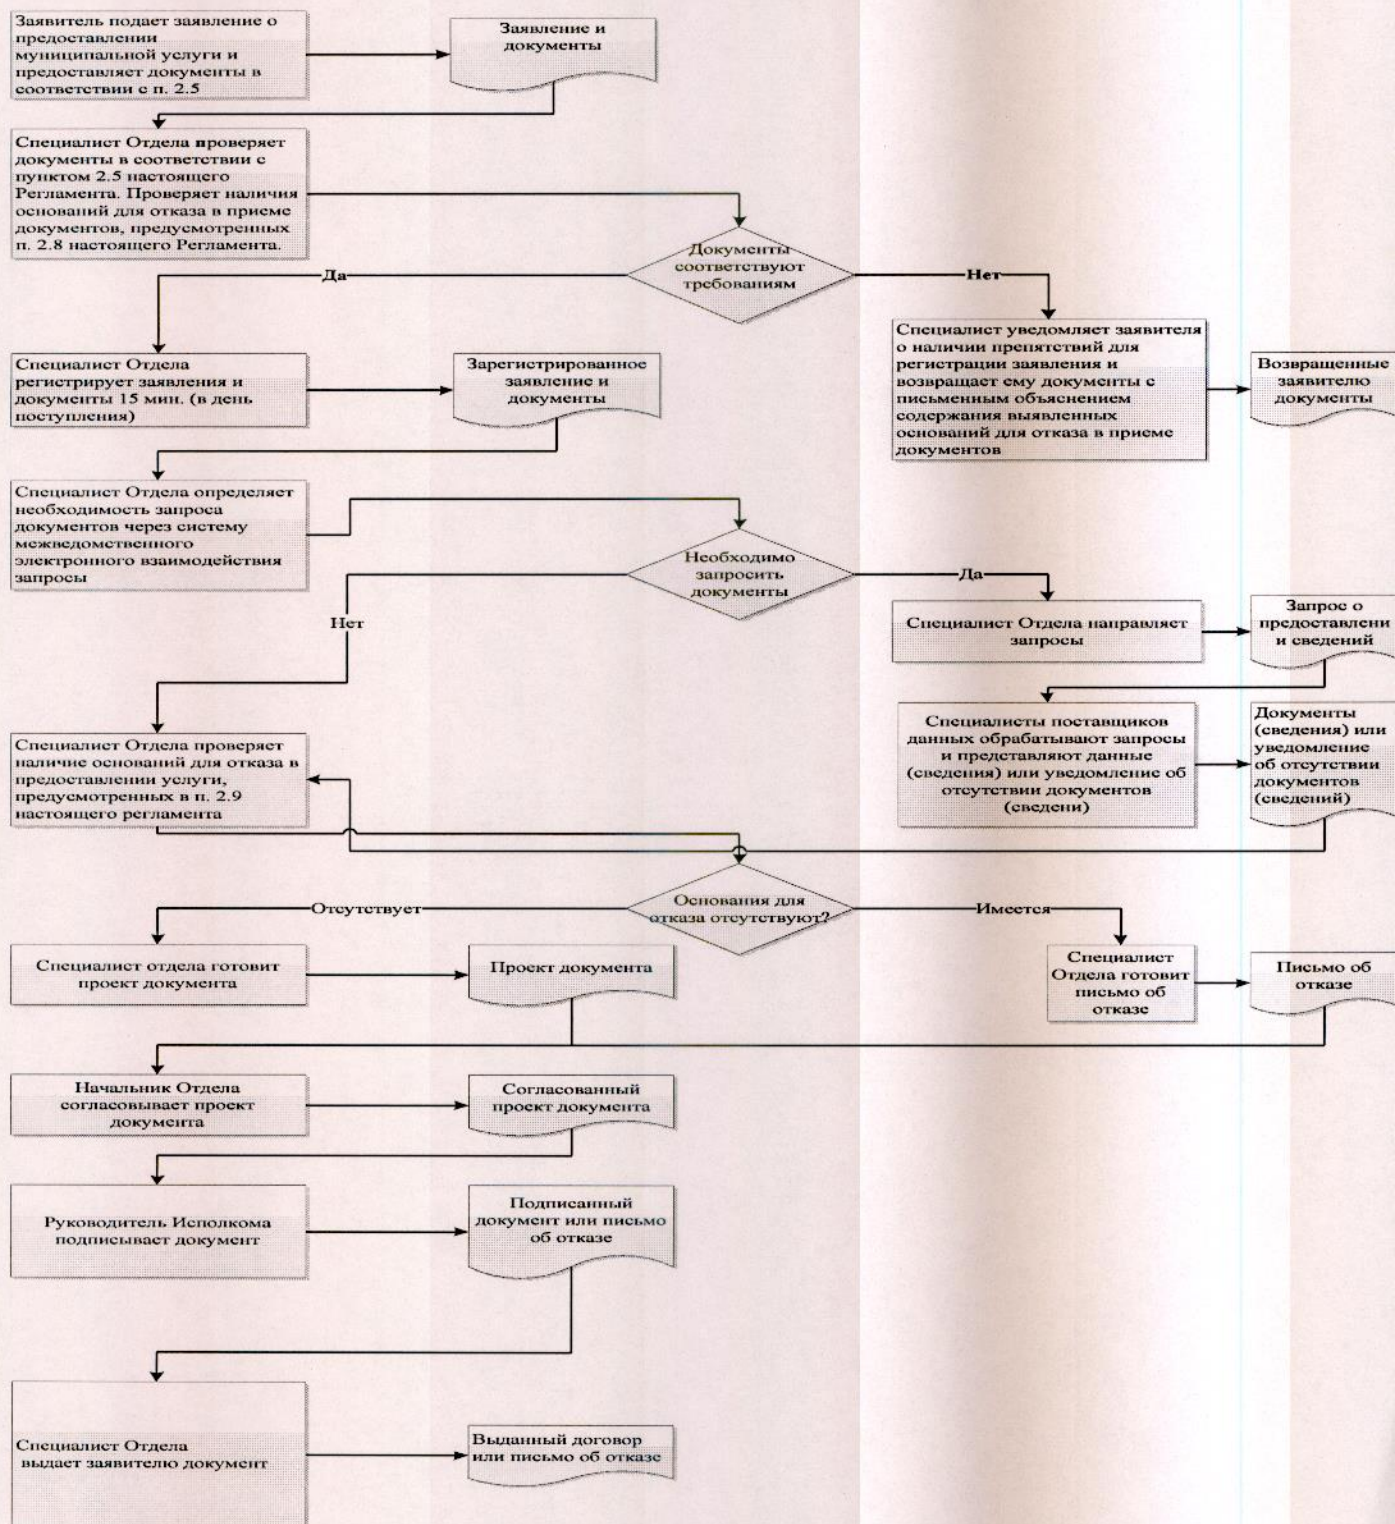 Заявитель подает заявление о
предоставлении
муниципальной услуги и
предоставляет документы в
соответствии с п. 2.5
Заявление и
документы
Специалист Отдела проверяет
документы в соответствии с
пунктом 2.5 настоящего
Регламента. Проверяет наличия
оснований для отказа в приеме
документов, предусмотренных
п. 2.8 настоящего Регламента.
Документы
соответствуют
требованиям
Да
Нет
Специалист Отдела
регистрирует заявления и
документы 15 мин. (в день
поступления)
Зарегистрированное
заявление и
документы
Специалист уведомляет заявителя
о наличии препятствий для
регистрации заявления и
возвращает ему документы с
письменным объяснением
содержания выявленных
оснований для отказа в приеме
документов
Возвращенные
заявителю
документы
Специалист Отдела определяет
необходимость запроса
документов через систему
межведомственного
электронного взаимодействия
запросы
Необходимо
запросить
документы
Нет
Да
Специалист Отдела направляет
запросы
Запрос о
предоставлени
и сведений
Специалисты поставщиков
данных обрабатывают запросы
и представляют данные
(сведения) или уведомление об
отсутствии документов
(сведени)
Документы
(сведения) или
уведомление
об отсутствии
документов
(сведений)
Специалист Отдела проверяет
наличие оснований для отказа в
предоставлении услуги,
предусмотренных в п. 2.9
настоящего регламента
Основания для
отказа отсутствуют?
Отсутствует
Имеется
Специалист отдела готовит
проект документа
Проект документа
Специалист
Отдела готовит
письмо об
отказе
Письмо об
отказе
Начальник Отдела
согласовывает проект
документа
Согласованный
проект документа
Руководитель Исполкома
подписывает документ
Подписанный
документ или письмо
об отказе
Специалист Отдела
выдает заявителю документ
Выданный договор
или письмо об отказе